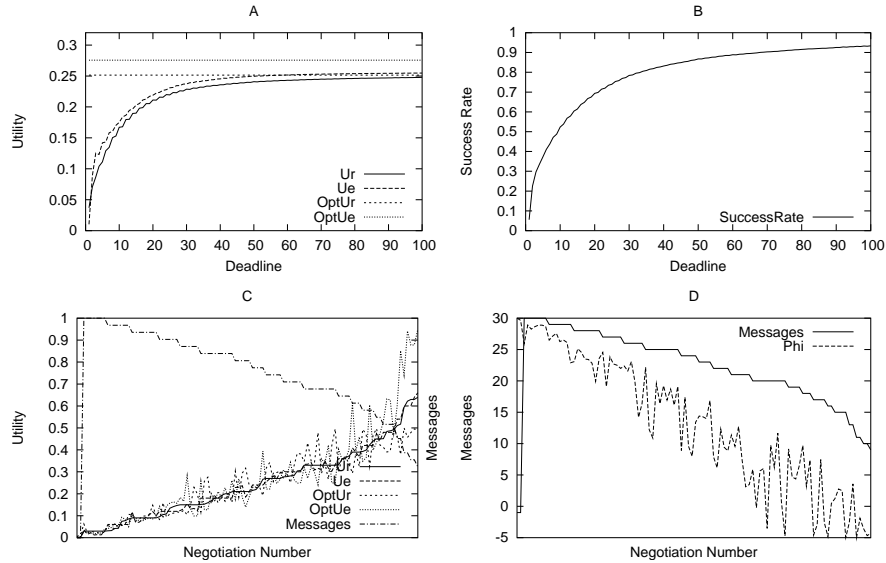 A
0.3
0.25
0.2
0.15
0.1
0.05
0
Utility
Ur
Ue
OptUr
OptUe
0 10 20 30 40 50 60 70 80 90 100
Deadline
B
1
0.9
0.8
0.7
0.6
0.5
0.4
0.3
0.2
0.1
0
Success Rate
SuccessRate
0 10 20 30 40 50 60 70 80 90 100
Deadline
C
1
0.9
0.8
0.7
0.6
0.5
0.4
0.3
0.2
0.1
0
Utility
Messages
Ur
Ue
OptUr
OptUe
Messages
Negotiation Number
D
30
25
20
15
10
5
0
-5
Messages
Messages
Phi
Negotiation Number